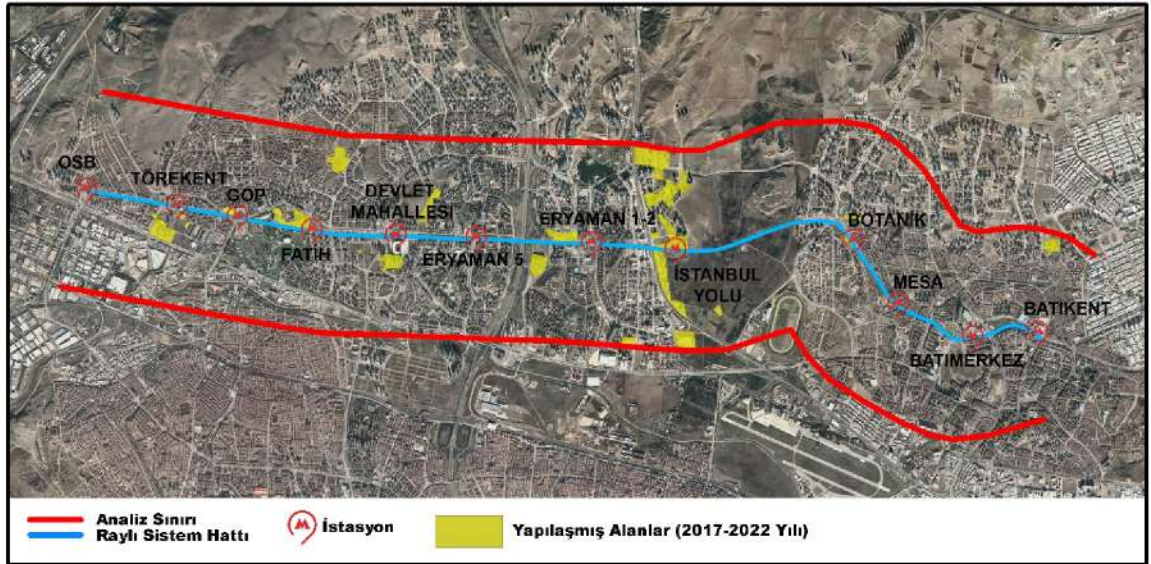 OSB
TÖREKENT
GOP
FATİH
DEVLET
MAHALLESİ
ERYAMAN 5
ERYAMAN 1-2
İSTANBUL
YOLU
BOTANİK
MESA
BATIMERKEZ
BATIKENT
Analiz Sınırı
Raylı Sistem Hattı
İstasyon
Yapılaşmış Alanlar (2017-2022 Yılı)